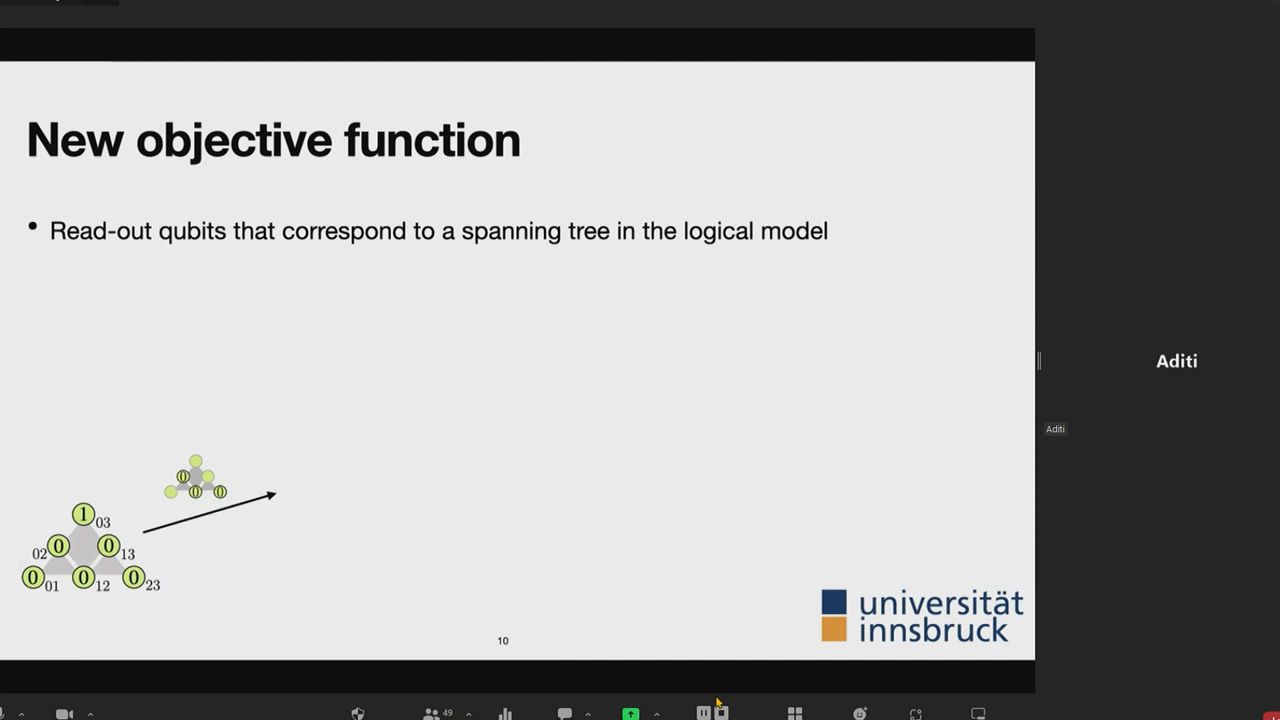 New objective function
• Read-out qubits that correspond to a spanning tree in the logical model
Aditi
Aditi
0
0 0
1 03
02 0 0 13
0 01 0 12 0 23
universität
innsbruck
10
49